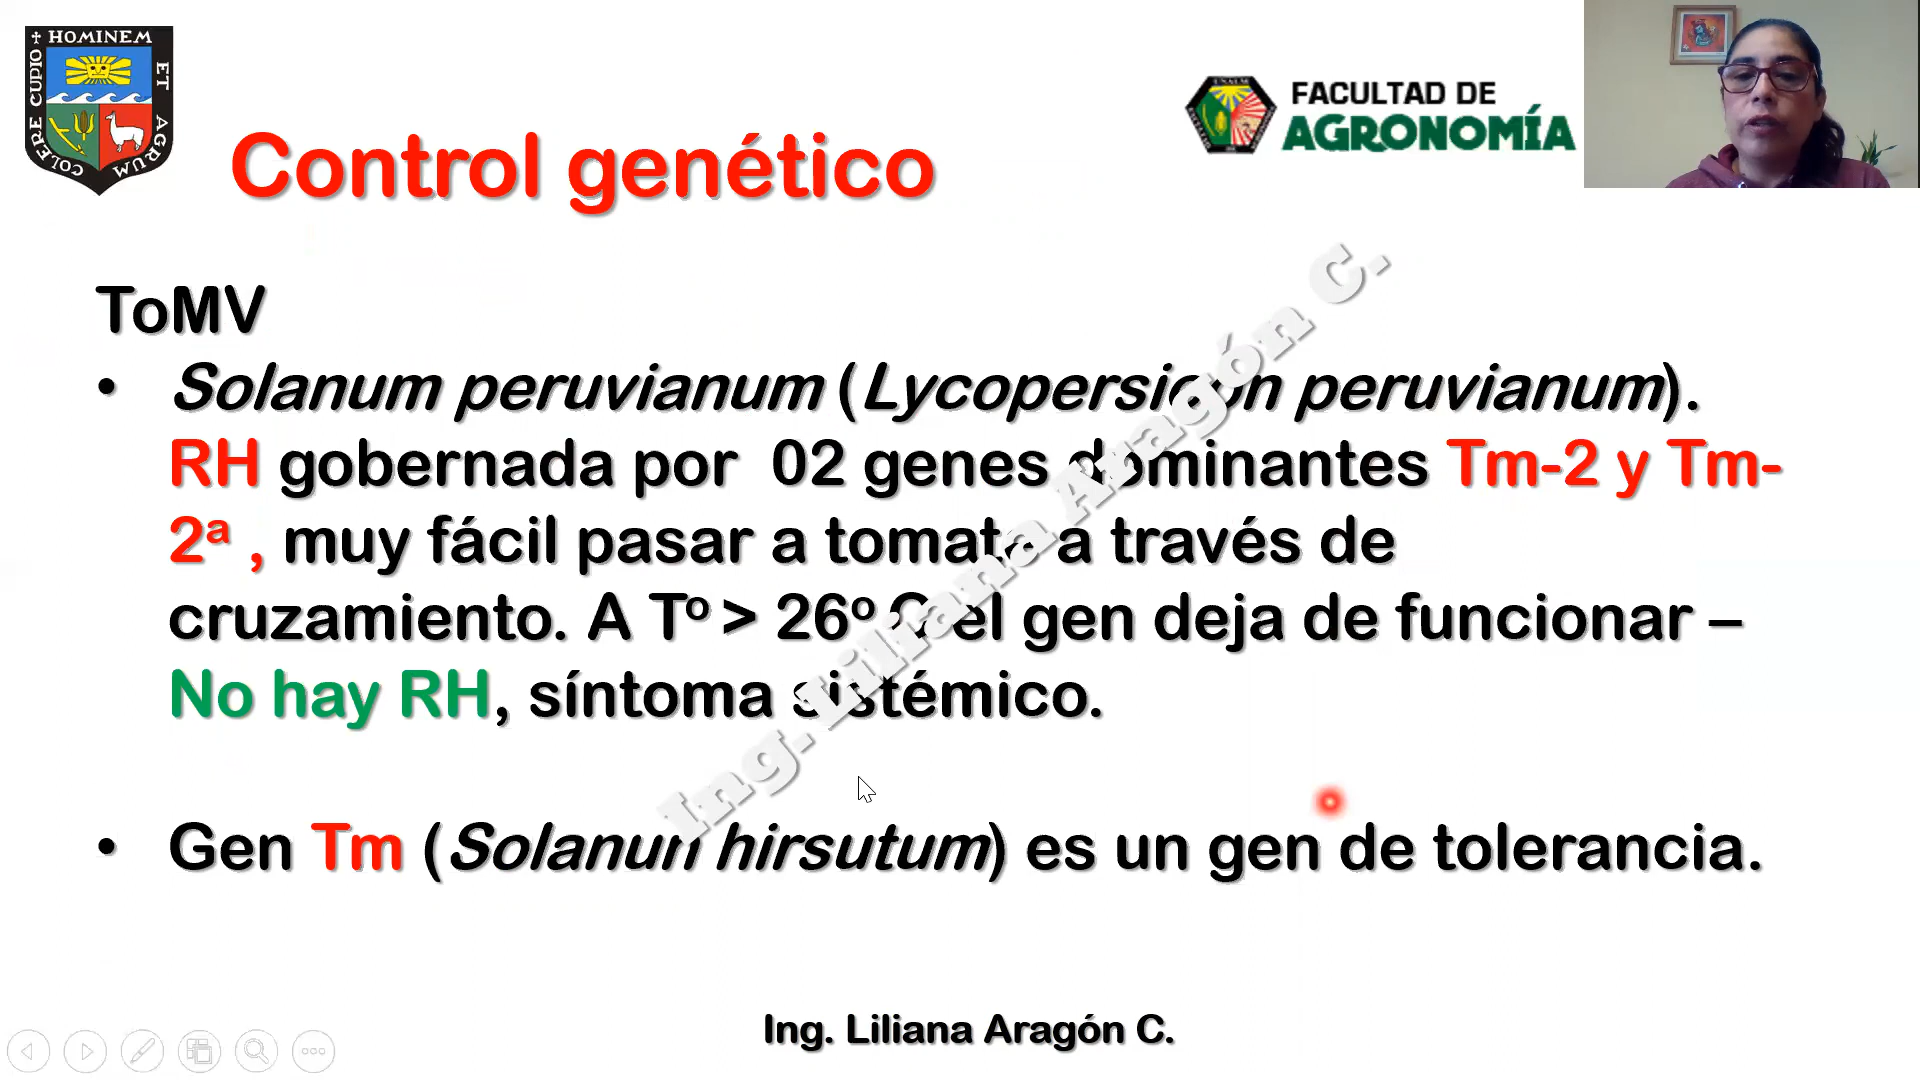 ✝ HOMINEM ET AGRUM COLERE CUPIO
FACULTAD DE
AGRONOMÍA
Control genético
ToMV
• Solanum peruvianum (Lycopersicon peruvianum).
RH gobernada por 02 genes dominantes Tm-2 y Tm-
2ª , muy fácil pasar a tomate a través de
cruzamiento. A Tº > 26º C el gen deja de funcionar –
No hay RH, síntoma sistémico.
• Gen Tm (Solanum hirsutum) es un gen de tolerancia.
Ing. Liliana Aragón C.
Ing. Liliana Aragón C.